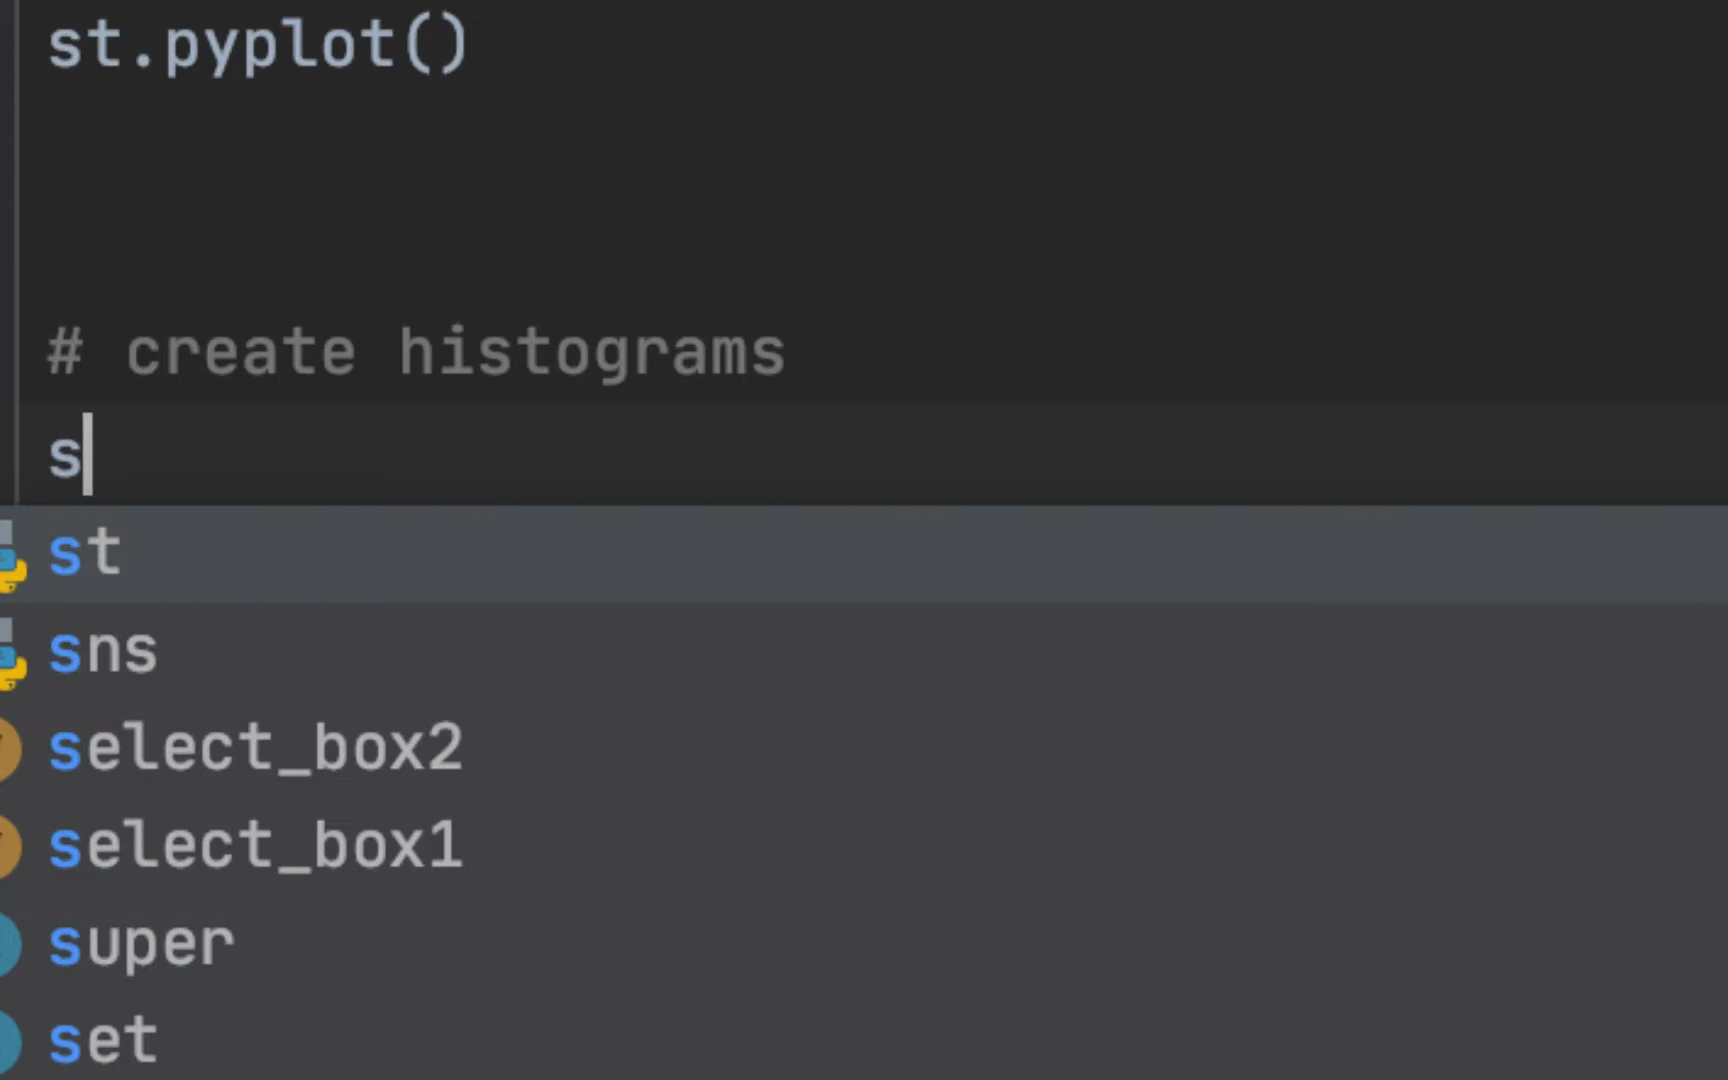 st.pyplot()
# create histograms
s
st
sns
select_box2
select_box1
super
set